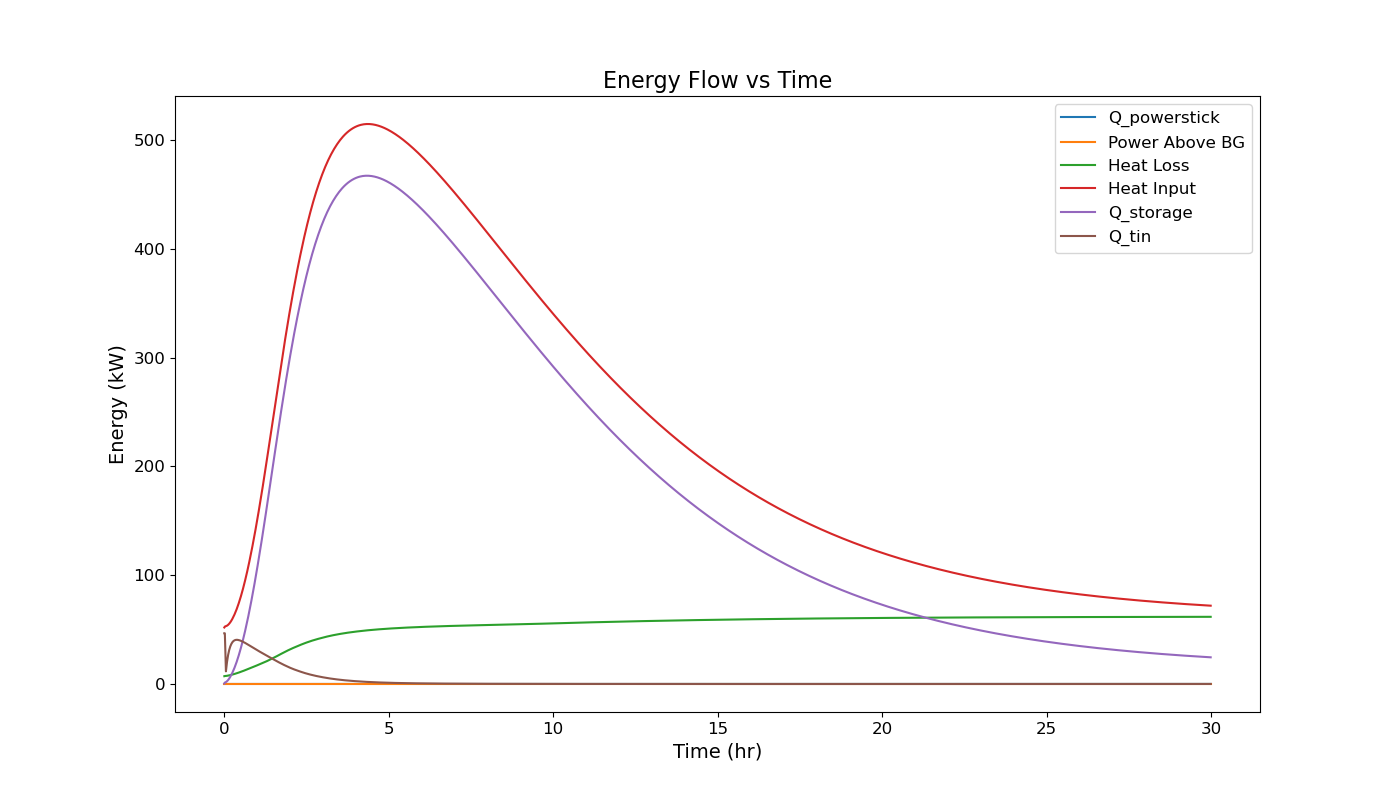 Energy Flow vs Time
Energy (kW)
500
400
300
200
100
0
0 5 10 15 20 25 30
Time (hr)
Q_powerstick
Power Above BG
Heat Loss
Heat Input
Q_storage
Q_tin